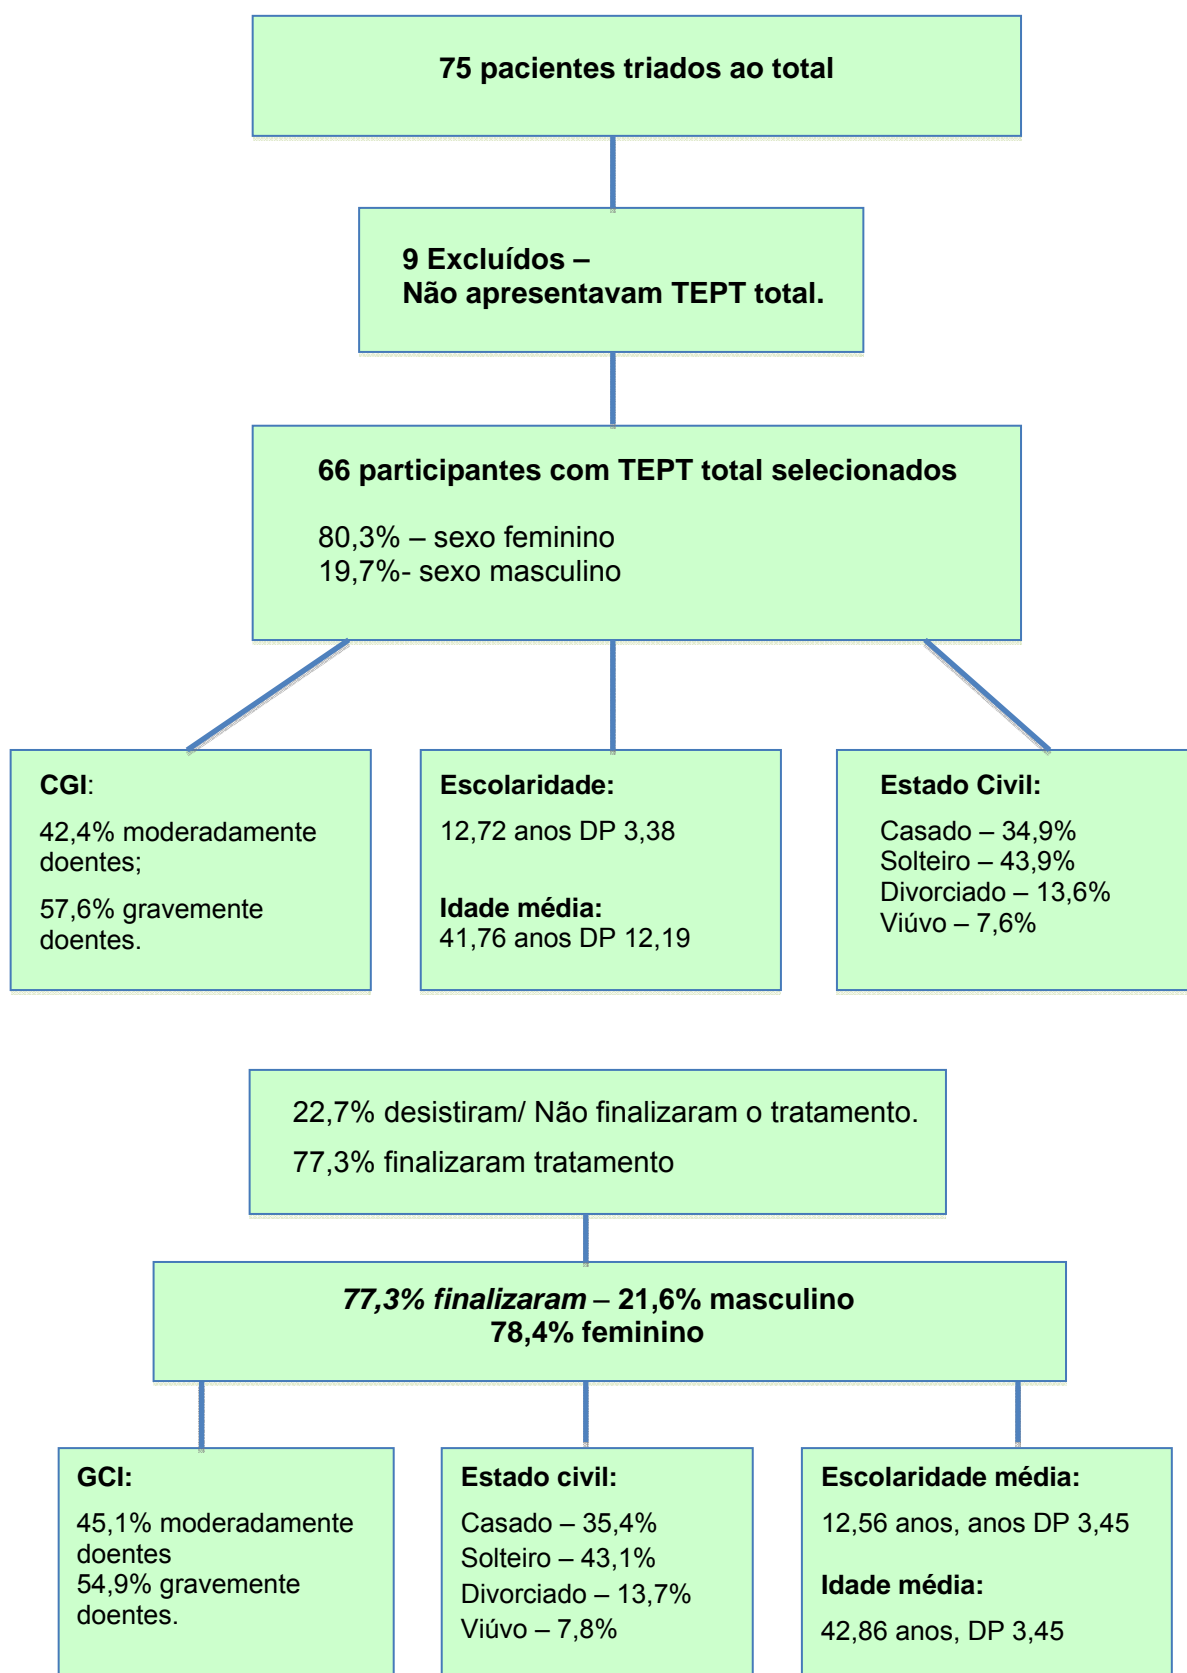 75 pacientes triados ao total
9 Excluídos –
Não apresentavam TEPT total.
66 participantes com TEPT total selecionados
80,3% – sexo feminino
19,7%- sexo masculino
CGI:
42,4% moderadamente
doentes;
57,6% gravemente
doentes.
Escolaridade:
12,72 anos DP 3,38
Idade média:
41,76 anos DP 12,19
Estado Civil:
Casado – 34,9%
Solteiro – 43,9%
Divorciado – 13,6%
Viúvo – 7,6%
22,7% desistiram/ Não finalizaram o tratamento.
77,3% finalizaram tratamento
77,3% finalizaram – 21,6% masculino
78,4% feminino
GCI:
45,1% moderadamente
doentes
54,9% gravemente
doentes.
Estado civil:
Casado – 35,4%
Solteiro – 43,1%
Divorciado – 13,7%
Viúvo – 7,8%
Escolaridade média:
12,56 anos, anos DP 3,45
Idade média:
42,86 anos, DP 3,45